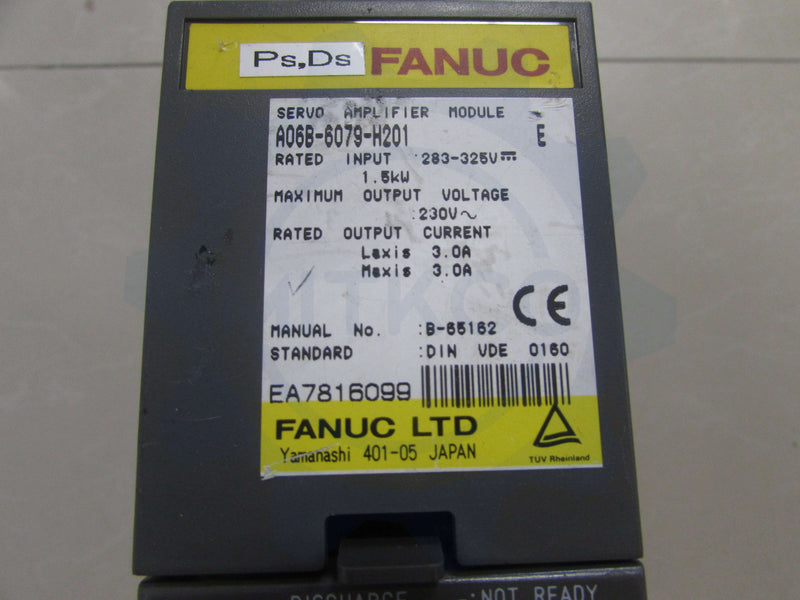 Ps,Ds FANUC
SERVO AMPLIFIER MODULE
A06B-6079-H201 E
RATED INPUT :283-325V⎓
1.5kW
MAXIMUM OUTPUT VOLTAGE
:230V～
RATED OUTPUT CURRENT
Laxis 3.0A
Maxis 3.0A
CE
MANUAL No. :B-65162
STANDARD :DIN VDE 0160
EA7816099
FANUC LTD
Yamanashi 401-05 JAPAN
TÜV Rheinland
DISCHARGE -:NOT READY